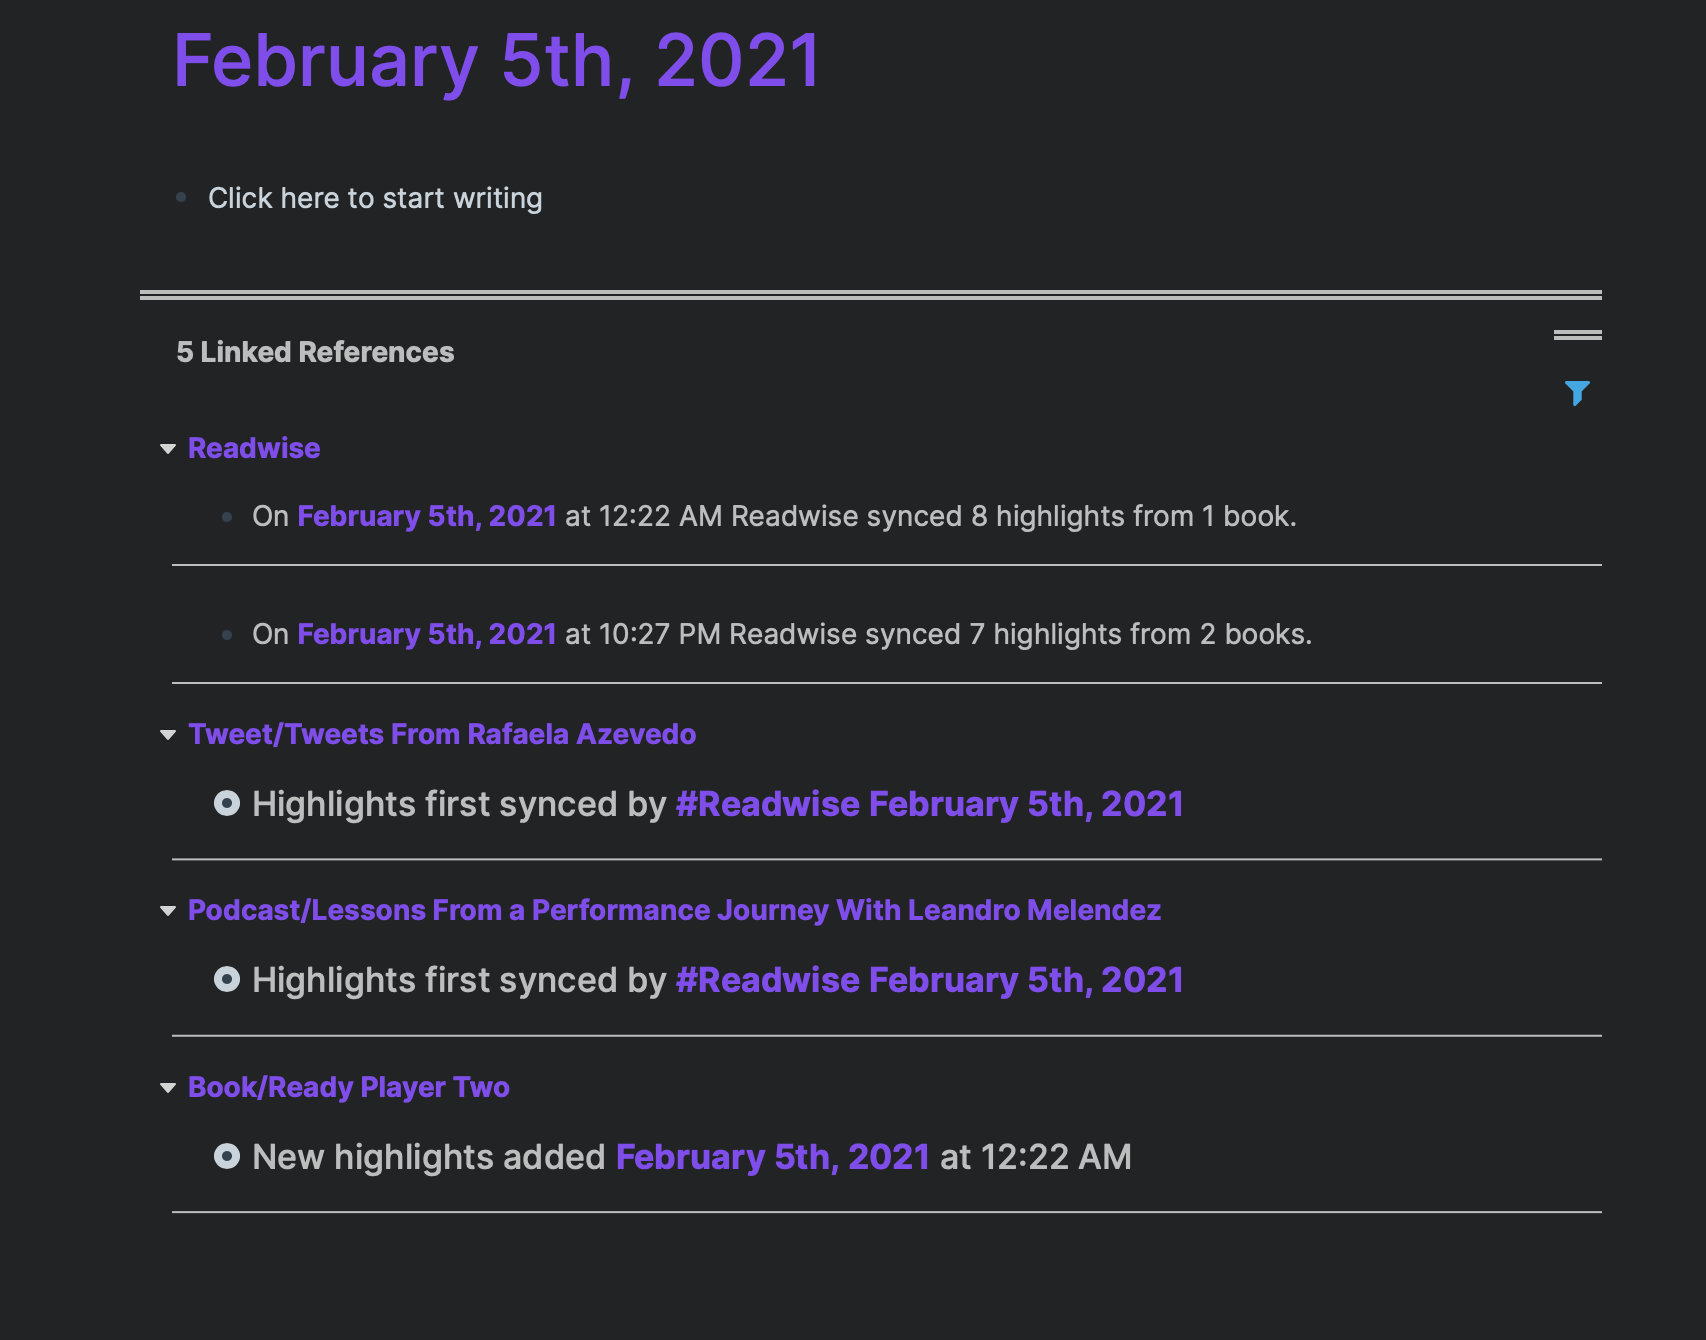 February 5th, 2021
Click here to start writing
5 Linked References
Readwise
On February 5th, 2021 at 12:22 AM Readwise synced 8 highlights from 1 book.
On February 5th, 2021 at 10:27 PM Readwise synced 7 highlights from 2 books.
Tweet/Tweets From Rafaela Azevedo
Highlights first synced by #Readwise February 5th, 2021
Podcast/Lessons From a Performance Journey With Leandro Melendez
Highlights first synced by #Readwise February 5th, 2021
Book/Ready Player Two
New highlights added February 5th, 2021 at 12:22 AM